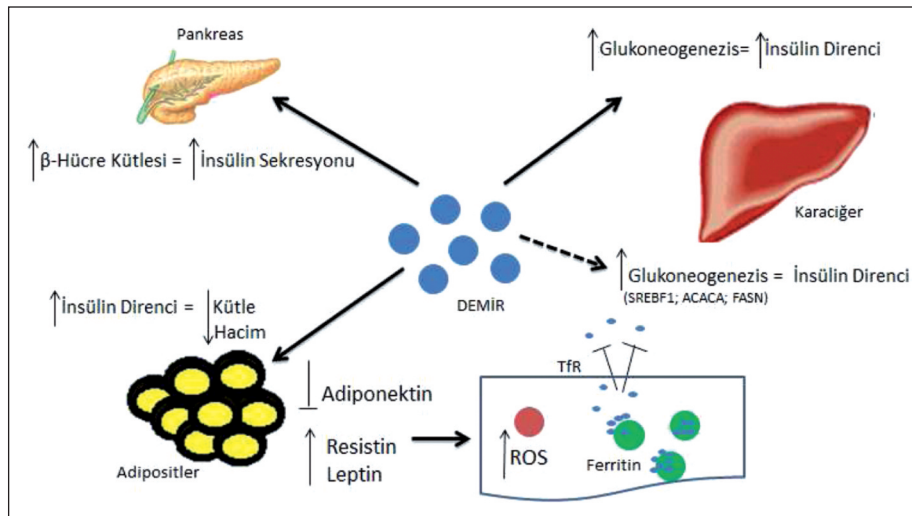 Pankreas
↑Glukoneogenezis= ↑İnsülin Direnci
↑β-Hücre Kütlesi = ↑İnsülin Sekresyonu
Karaciğer
DEMİR
↑Glukoneogenezis = İnsülin Direnci
(SREBF1; ACACA; FASN)
↑İnsülin Direnci = ↓Kütle
Hacim
TfR
Adiponektin
↑Resistin
Leptin
Adipositler
↑ROS
Ferritin